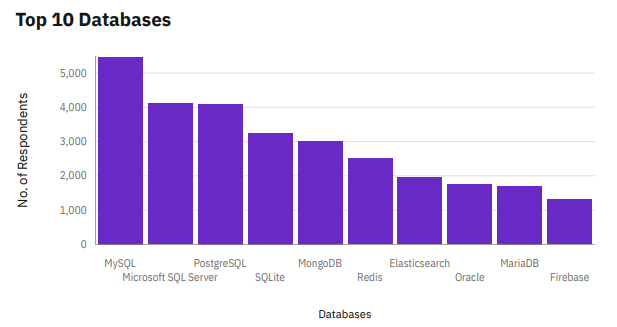 Top 10 Databases
No. of Respondents
5,000
4,000
3,000
2,000
1,000
0
MySQL PostgreSQL MongoDB Elasticsearch MariaDB
Microsoft SQL Server SQLite Redis Oracle Firebase
Databases